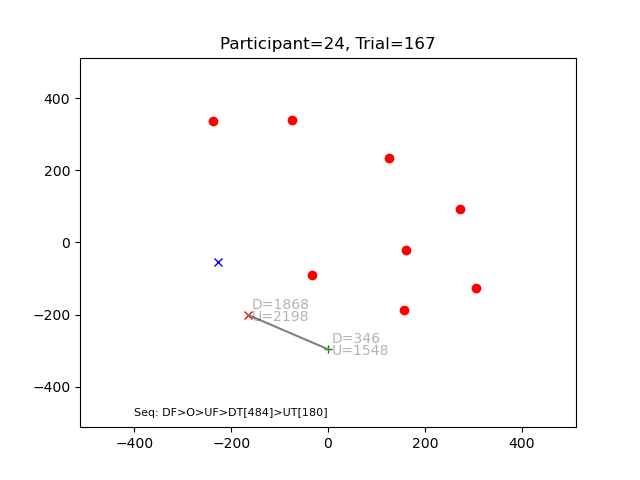 Participant=24, Trial=167
400
200
0
−200
−400
D=1868
U=2198
D=346
U=1548
Seq: DF>O>UF>DT[484]>UT[180]
−400 −200 0 200 400